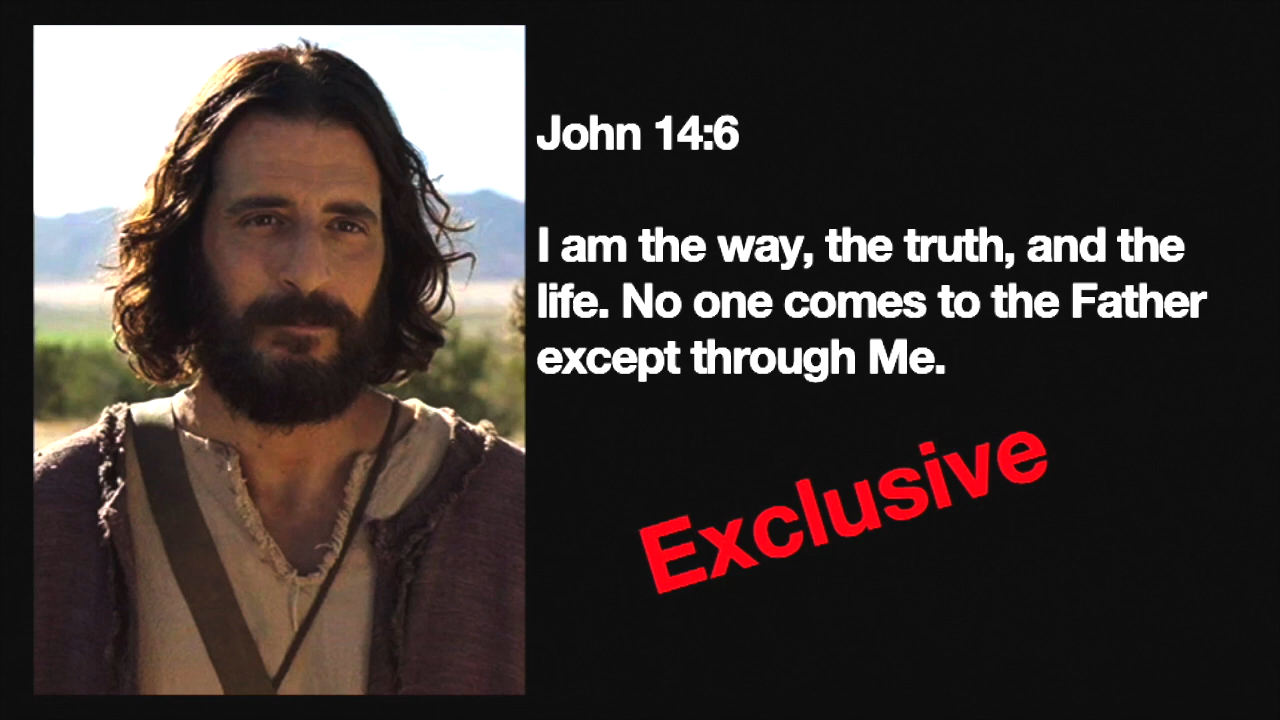 John 14:6
I am the way, the truth, and the
life. No one comes to the Father
except through Me.
Exclusive